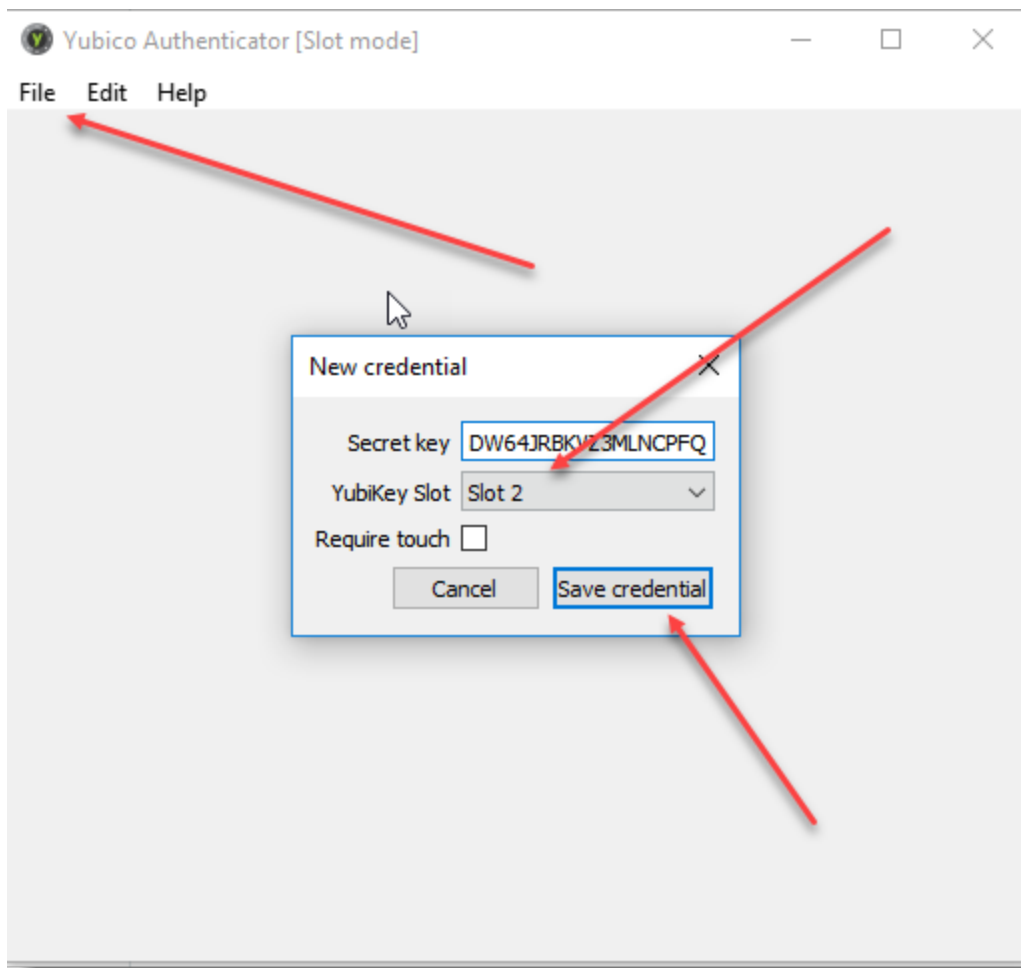 Yubico Authenticator [Slot mode]
File Edit Help
New credential
Secret key
YubiKey Slot Slot 2
Require touch
Cancel Save credential